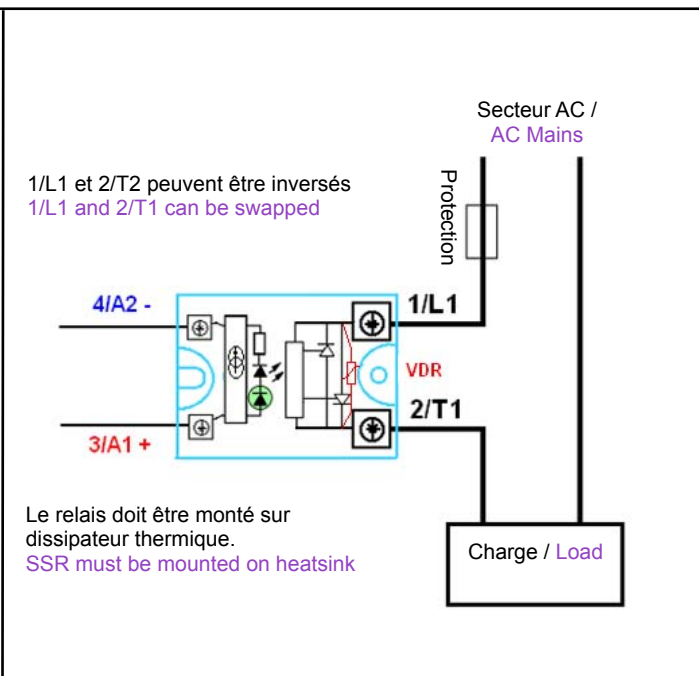 Secteur AC /
AC Mains
1/L1 et 2/T2 peuvent être inversés
1/L1 and 2/T1 can be swapped
Protection
4/A2 -
1/L1
VDR
2/T1
3/A1 +
Le relais doit être monté sur
dissipateur thermique.
SSR must be mounted on heatsink
Charge / Load